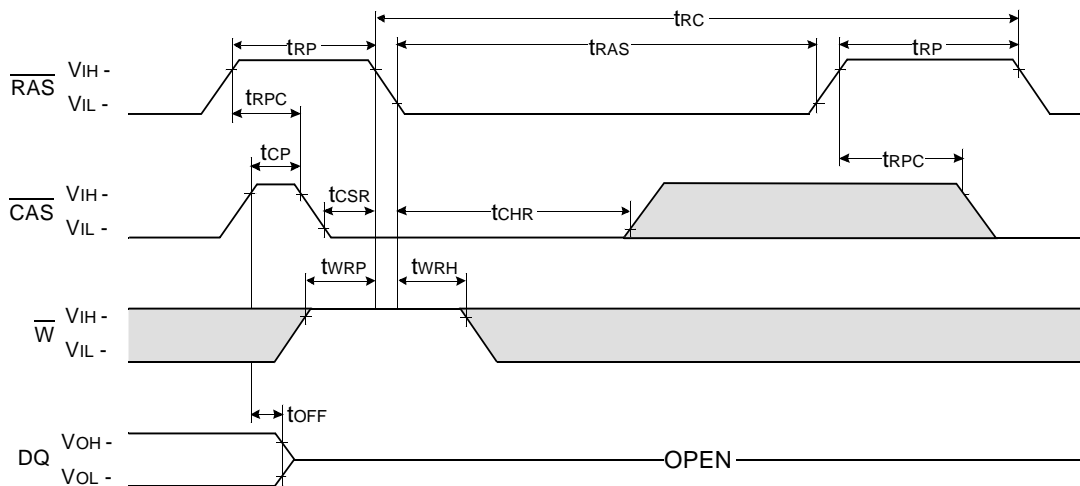 tRC
tRP tRAS tRP
RAS VIH -
VIL -
tRPC
tCP tRPC
CAS VIH -
VIL -
tCSR tCHR
tWRP tWRH
W VIH -
VIL -
tOFF
DQ VOH -
VOL -
OPEN